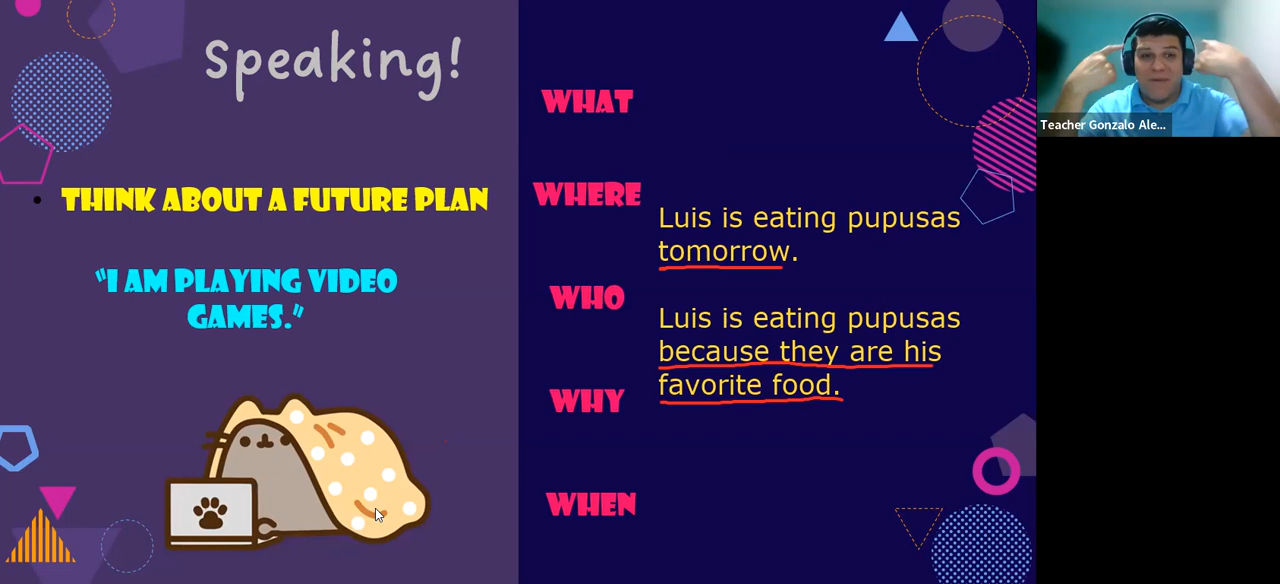 Speaking!
THINK ABOUT A FUTURE PLAN
"I AM PLAYING VIDEO
GAMES."
WHAT
WHERE
WHO
WHY
WHEN
Luis is eating pupusas
tomorrow.
Luis is eating pupusas
because they are his
favorite food.
Teacher Gonzalo Ale...